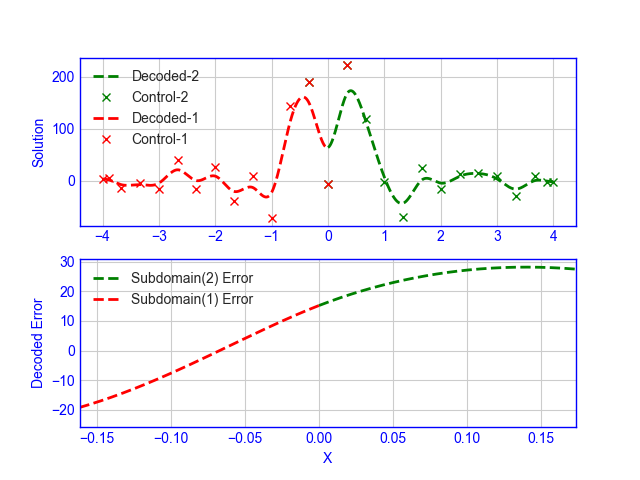 Solution
200
100
0
Decoded-2
Control-2
Decoded-1
Control-1
−4 −3 −2 −1 0 1 2 3 4
Decoded Error
30
20
10
0
−10
−20
Subdomain(2) Error
Subdomain(1) Error
−0.15 −0.10 −0.05 0.00 0.05 0.10 0.15
X